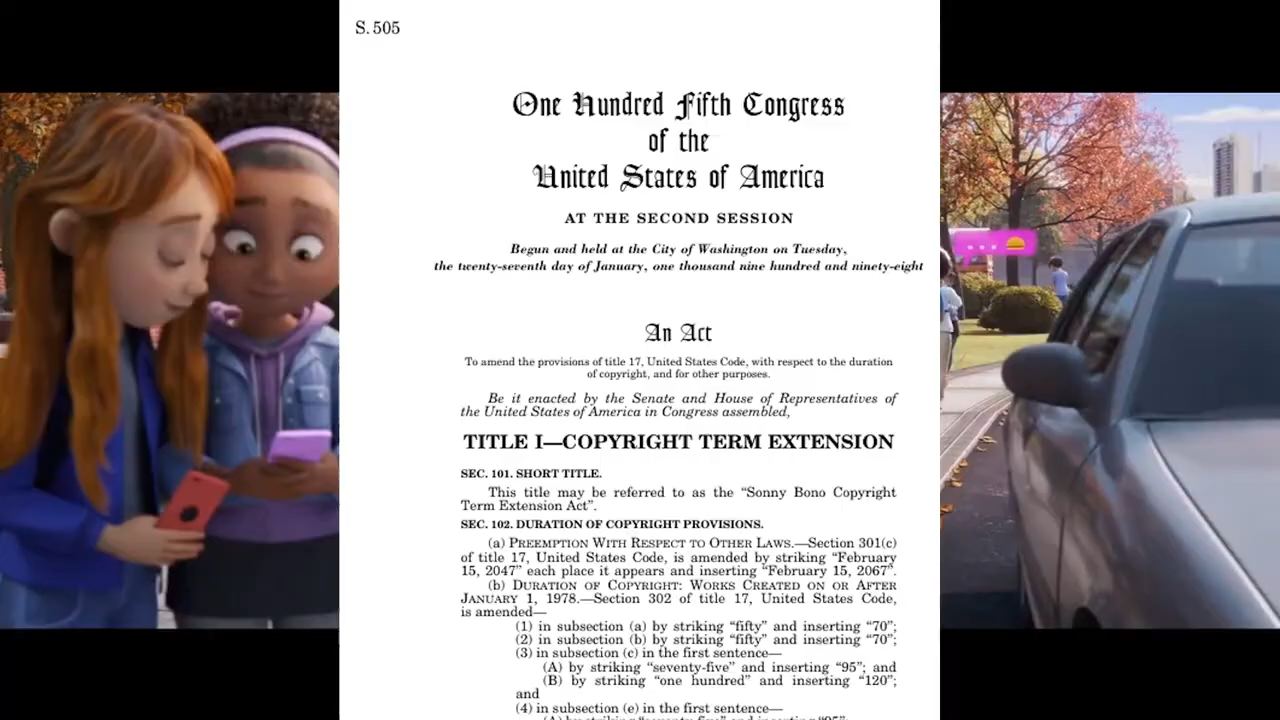 S. 505
One Hundred Fifth Congress
of the
United States of America
AT THE SECOND SESSION
Begun and held at the City of Washington on Tuesday,
the twenty-seventh day of January, one thousand nine hundred and ninety-eight
An Act
To amend the provisions of title 17, United States Code, with respect to the duration
of copyright, and for other purposes.
Be it enacted by the Senate and House of Representatives of
the United States of America in Congress assembled,
TITLE I—COPYRIGHT TERM EXTENSION
SEC. 101. SHORT TITLE.
This title may be referred to as the “Sonny Bono Copyright
Term Extension Act”.
SEC. 102. DURATION OF COPYRIGHT PROVISIONS.
(a) PREEMPTION WITH RESPECT TO OTHER LAWS.—Section 301(c)
of title 17, United States Code, is amended by striking “February
15, 2047” each place it appears and inserting “February 15, 2067”.
(b) DURATION OF COPYRIGHT: WORKS CREATED ON OR AFTER
JANUARY 1, 1978.—Section 302 of title 17, United States Code,
is amended—
(1) in subsection (a) by striking “fifty” and inserting “70”;
(2) in subsection (b) by striking “fifty” and inserting “70”;
(3) in subsection (c) in the first sentence—
(A) by striking “seventy-five” and inserting “95”; and
(B) by striking “one hundred” and inserting “120”;
and
(4) in subsection (e) in the first sentence—
(A) by striking “seventy-five” and inserting “95”;